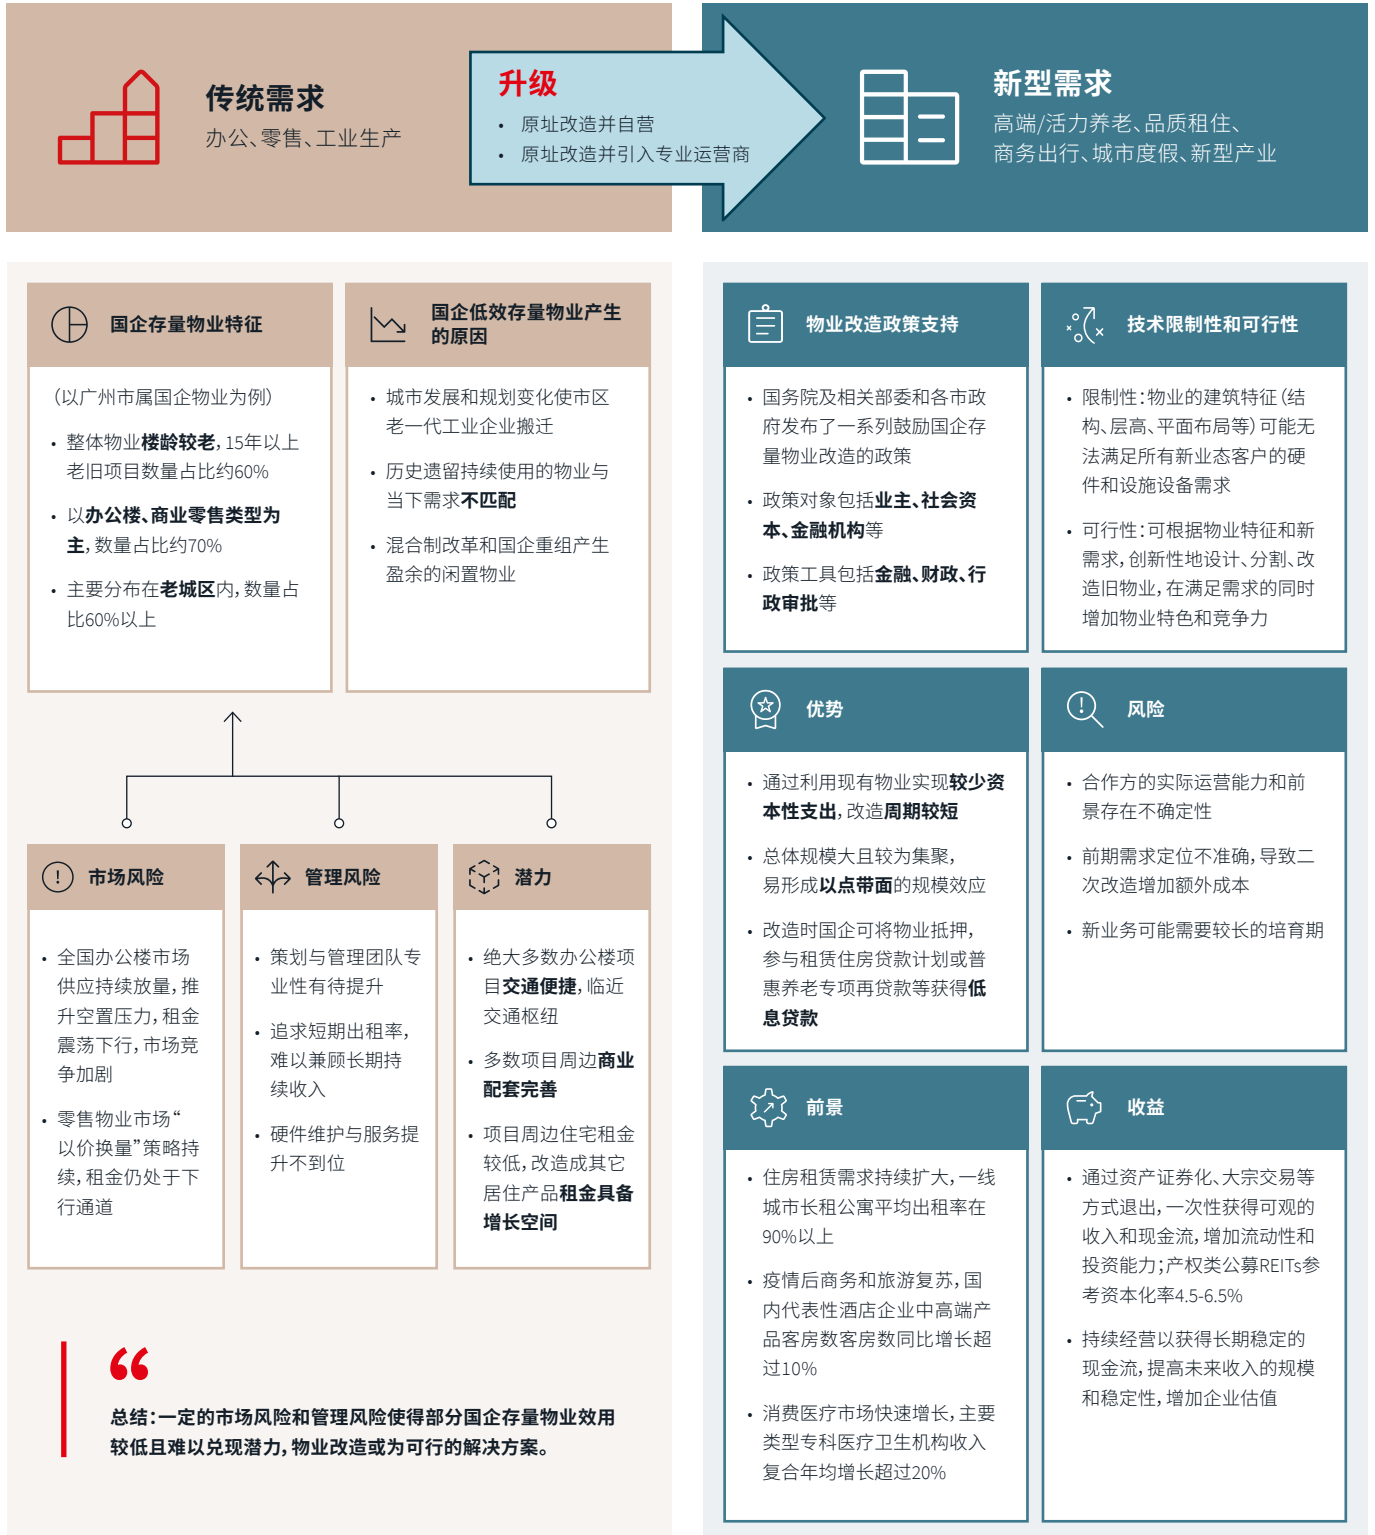 传统需求
办公、零售、工业生产
升级
• 原址改造并自营
• 原址改造并引入专业运营商
新型需求
高端/活力养老、品质租住、
商务出行、城市度假、新型产业
国企存量物业特征
（以广州市属国企物业为例）
• 整体物业楼龄较老，15年以上
老旧项目数量占比约60%
• 以办公楼、商业零售类型为
主，数量占比约70%
• 主要分布在老城区内，数量占
比60%以上
国企低效存量物业产生
的原因
• 城市发展和规划变化使市区
老一代工业企业搬迁
• 历史遗留持续使用的物业与
当下需求不匹配
• 混合制改革和国企重组产生
盈余的闲置物业
市场风险
• 全国办公楼市场
供应持续放量，推
升空置压力，租金
震荡下行，市场竞
争加剧
• 零售物业市场“
以价换量”策略持
续，租金仍处于下
行通道
管理风险
• 策划与管理团队专
业性有待提升
• 追求短期出租率，
难以兼顾长期持
续收入
• 硬件维护与服务提
升不到位
潜力
• 绝大多数办公楼项
目交通便捷，临近
交通枢纽
• 多数项目周边商业
配套完善
• 项目周边住宅租金
较低，改造成其它
居住产品租金具备
增长空间
总结：一定的市场风险和管理风险使得部分国企存量物业效用
较低且难以兑现潜力，物业改造或为可行的解决方案。
物业改造政策支持
• 国务院及相关部委和各市政
府发布了一系列鼓励国企存
量物业改造的政策
• 政策对象包括业主、社会资
本、金融机构等
• 政策工具包括金融、财政、行
政审批等
技术限制性和可行性
• 限制性：物业的建筑特征（结
构、层高、平面布局等）可能无
法满足所有新业态客户的硬
件和设施设备需求
• 可行性：可根据物业特征和新
需求，创新性地设计、分割、改
造旧物业，在满足需求的同时
增加物业特色和竞争力
优势
• 通过利用现有物业实现较少资
本性支出，改造周期较短
• 总体规模大且较为集聚，
易形成以点带面的规模效应
• 改造时国企可将物业抵押，
参与租赁住房贷款计划或普
惠养老专项再贷款等获得低
息贷款
风险
• 合作方的实际运营能力和前
景存在不确定性
• 前期需求定位不准确，导致二
次改造增加额外成本
• 新业务可能需要较长的培育期
前景
• 住房租赁需求持续扩大，一线
城市长租公寓平均出租率在
90%以上
• 疫情后商务和旅游复苏，国
内代表性酒店企业中高端产
品客房数客房数同比增长超
过10%
• 消费医疗市场快速增长，主要
类型专科医疗卫生机构收入
复合年均增长超过20%
收益
• 通过资产证券化、大宗交易等
方式退出，一次性获得可观的
收入和现金流，增加流动性和
投资能力；产权类公募REITs参
考资本化率4.5-6.5%
• 持续经营以获得长期稳定的
现金流，提高未来收入的规模
和稳定性，增加企业估值